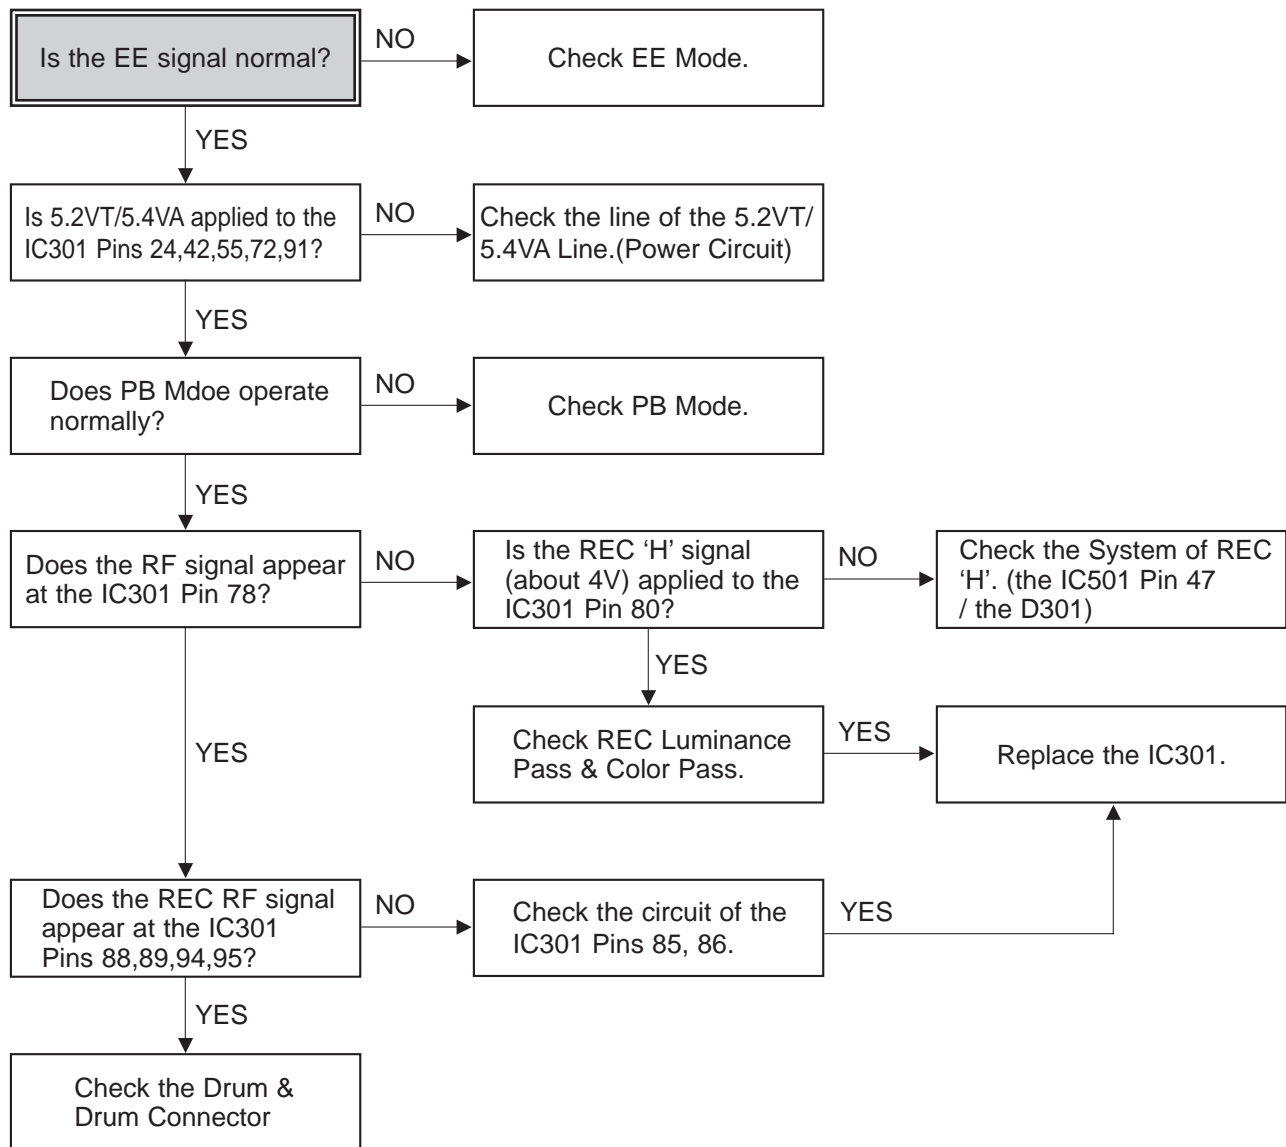 Is the EE signal normal?
NO
Check EE Mode.
YES
Is 5.2VT/5.4VA applied to the
IC301 Pins 24,42,55,72,91?
NO
Check the line of the 5.2VT/
5.4VA Line.(Power Circuit)
YES
Does PB Mdoe operate
normally?
NO
Check PB Mode.
YES
Does the RF signal appear
at the IC301 Pin 78?
NO
Is the REC ‘H’ signal
(about 4V) applied to the
IC301 Pin 80?
NO
Check the System of REC
‘H’. (the IC501 Pin 47
/ the D301)
YES
Check REC Luminance
Pass & Color Pass.
YES
Replace the IC301.
YES
Does the REC RF signal
appear at the IC301
Pins 88,89,94,95?
NO
Check the circuit of the
IC301 Pins 85, 86.
YES
YES
Check the Drum &
Drum Connector